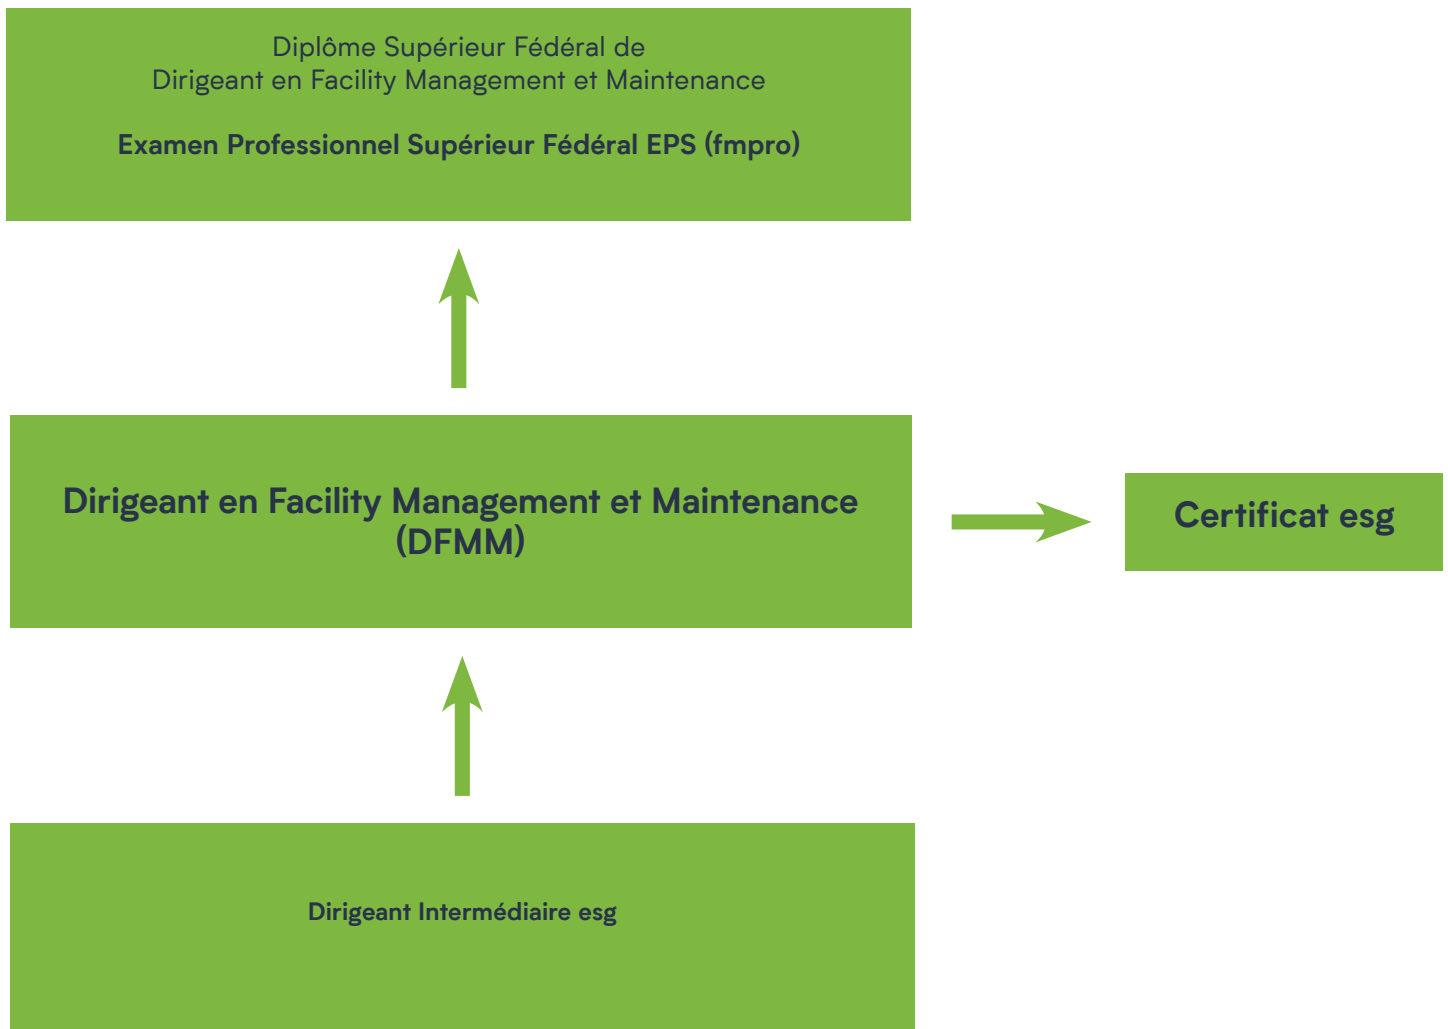 Diplôme Supérieur Fédéral de
Dirigeant en Facility Management et Maintenance
Examen Professionnel Supérieur Fédéral EPS (fmpro)
Dirigeant en Facility Management et Maintenance
(DFMM)
Certificat esg
Dirigeant Intermédiaire esg